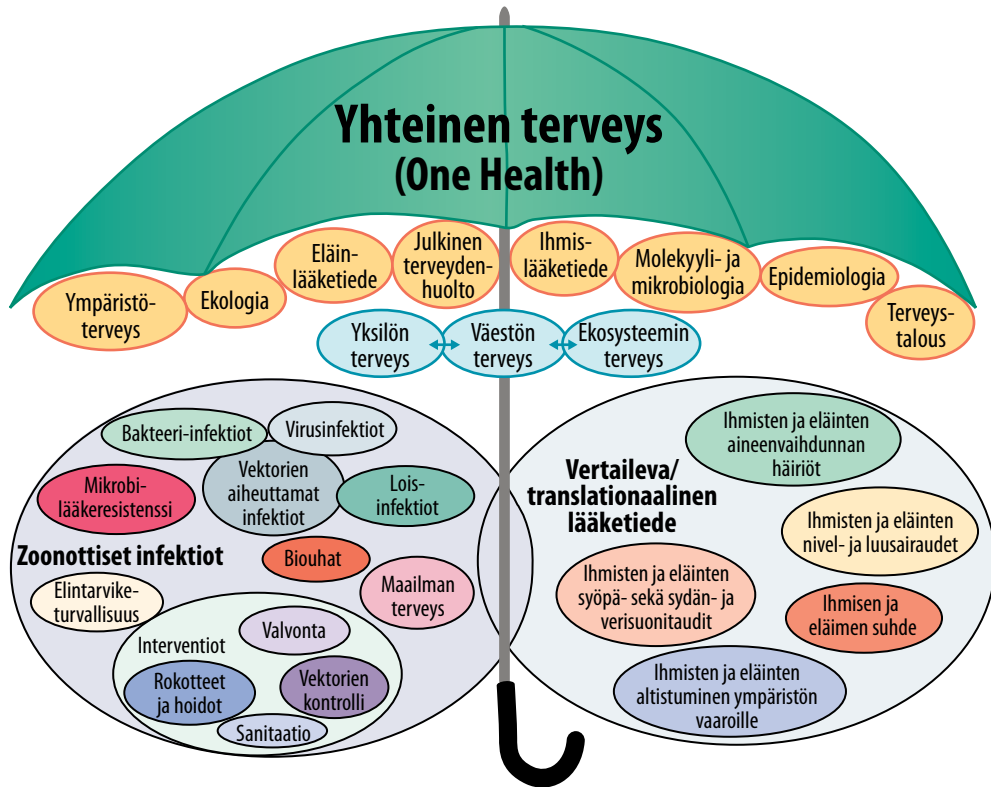 Yhteinen terveys
(One Health)
Ympäristö-
terveys
Ekologia
Eläin-
lääketiede
Julkinen
terveyden-
huolto
Ihmis-
lääketiede
Molekyyli- ja
mikrobiologia
Epidemiologia
Terveys-
talous
Yksilön
terveys
Väestön
terveys
Ekosysteemin
terveys
Bakteeri-infektiot
Virusinfektiot
Mikrobi-
lääkeresistenssi
Vektorien
aiheuttamat
infektiot
Lois-
infektiot
Zoonottiset infektiot
Biouhat
Elintarvike-
turvallisuus
Maailman
terveys
Interventiot
Valvonta
Rokotteet
ja hoidot
Vektorien
kontrolli
Sanitaatio
Vertaileva/
translationaalinen
lääketiede
Ihmisten ja eläinten
aineenvaihdunnan
häiriöt
Ihmisten ja eläinten
nivel- ja luusairaudet
Ihmisten ja eläinten
syöpä- sekä sydän- ja
verisuonitaudit
Ihmisen ja
eläimen suhde
Ihmisten ja eläinten
altistuminen ympäristön
vaaroille